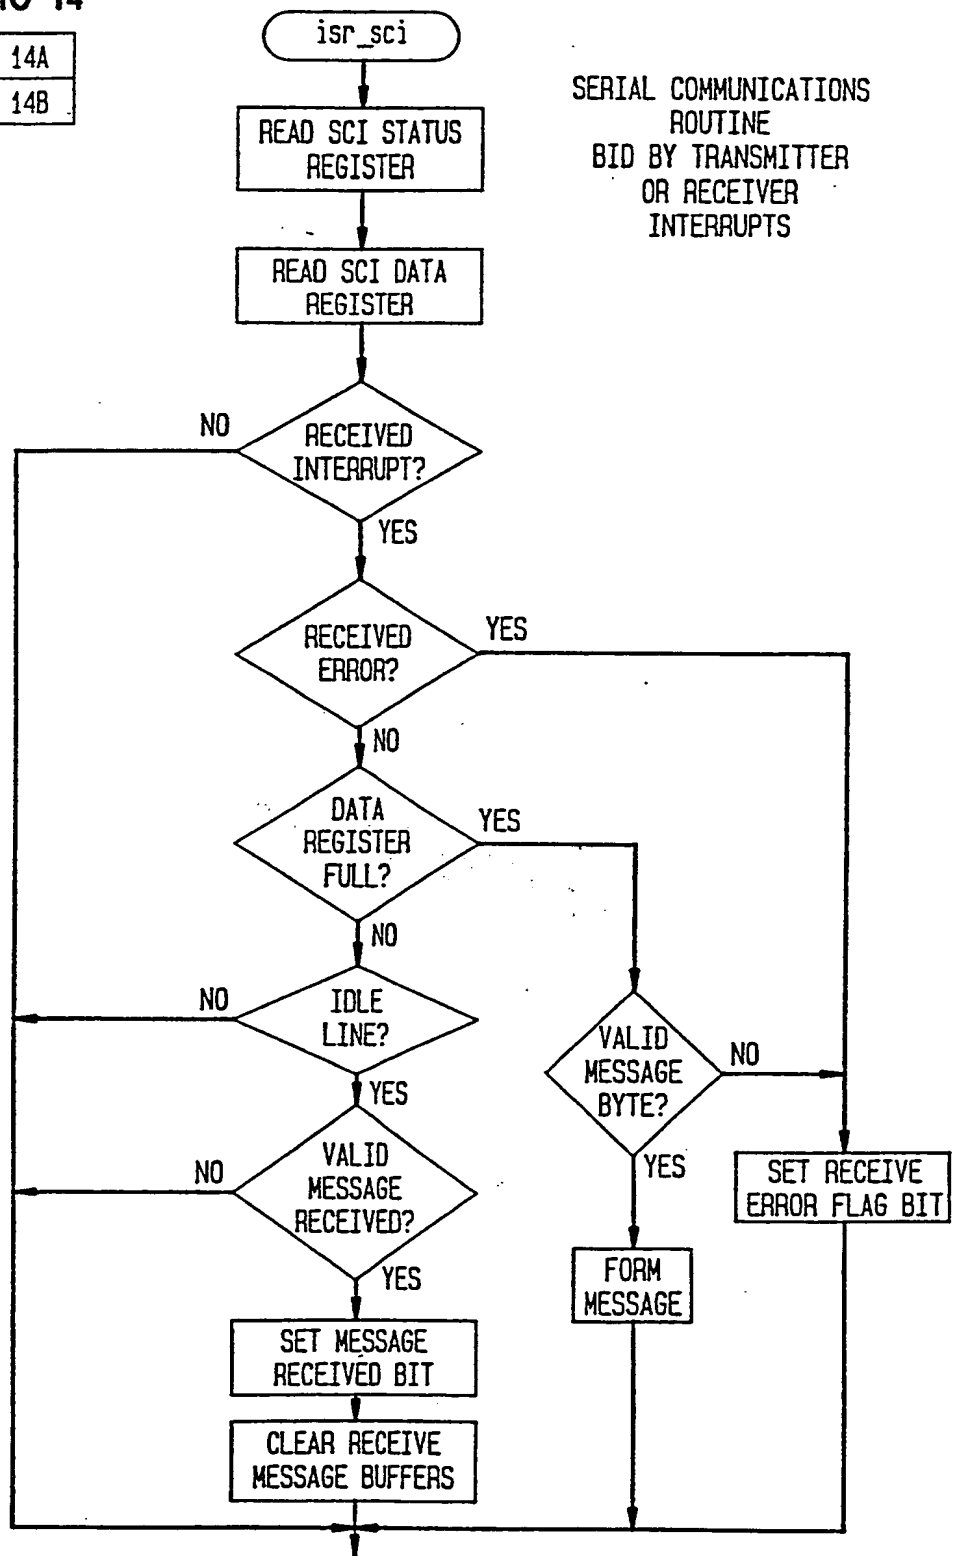 14
14A
14B
isr_sci
SERIAL COMMUNICATIONS
ROUTINE
BID BY TRANSMITTER
OR RECEIVER
INTERRUPTS
READ SCI STATUS
REGISTER
READ SCI DATA
REGISTER
NO
RECEIVED
INTERRUPT?
YES
RECEIVED
ERROR?
YES
NO
DATA
REGISTER
FULL?
YES
NO
NO
IDLE
LINE?
YES
VALID
MESSAGE
BYTE?
NO
YES
NO
VALID
MESSAGE
RECEIVED?
YES
SET RECEIVE
ERROR FLAG BIT
FORM
MESSAGE
SET MESSAGE
RECEIVED BIT
CLEAR RECEIVE
MESSAGE BUFFERS